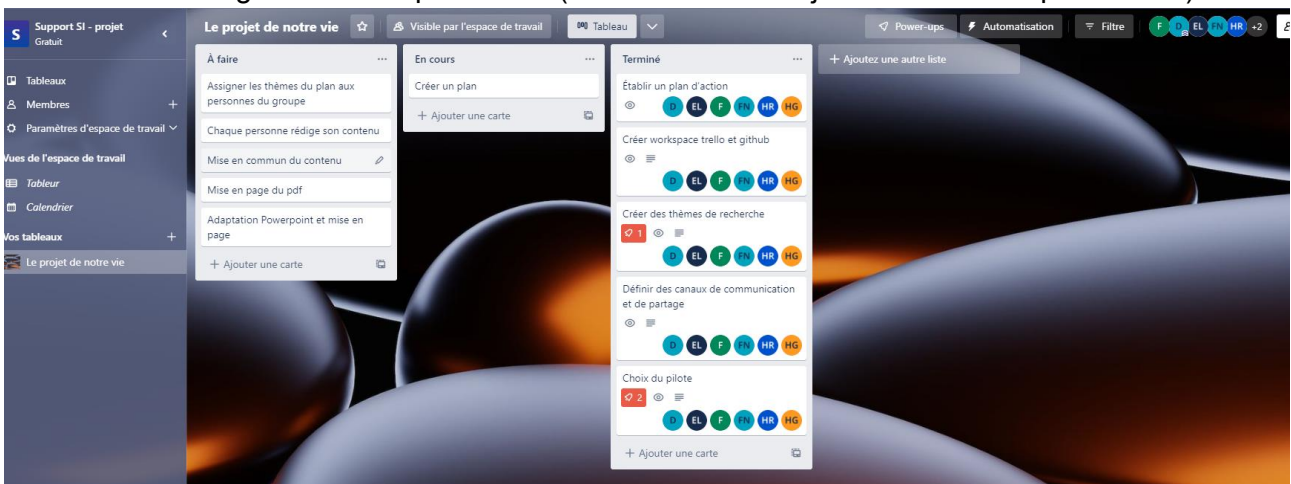 S
Support SI - projet
Gratuit
Tableaux
Membres
Paramètres d'espace de travail
Vues de l'espace de travail
Tableur
Calendrier
Vos tableaux
Le projet de notre vie
Le projet de notre vie
Visible par l'espace de travail
Tableau
Power-ups
Automatisation
Filtre
F D EL FN HR +2
À faire
Assigner les thèmes du plan aux
personnes du groupe
Chaque personne rédige son contenu
Mise en commun du contenu
Mise en page du pdf
Adaptation Powerpoint et mise en
page
+ Ajouter une carte
En cours
Créer un plan
+ Ajouter une carte
Terminé
Établir un plan d'action
D EL F FN HR HG
Créer workspace trello et github
D EL F FN HR HG
Créer des thèmes de recherche
1
D EL F FN HR HG
Définir des canaux de communication
et de partage
D EL F FN HR HG
Choix du pilote
2
D EL F FN HR HG
+ Ajouter une carte
+ Ajoutez une autre liste